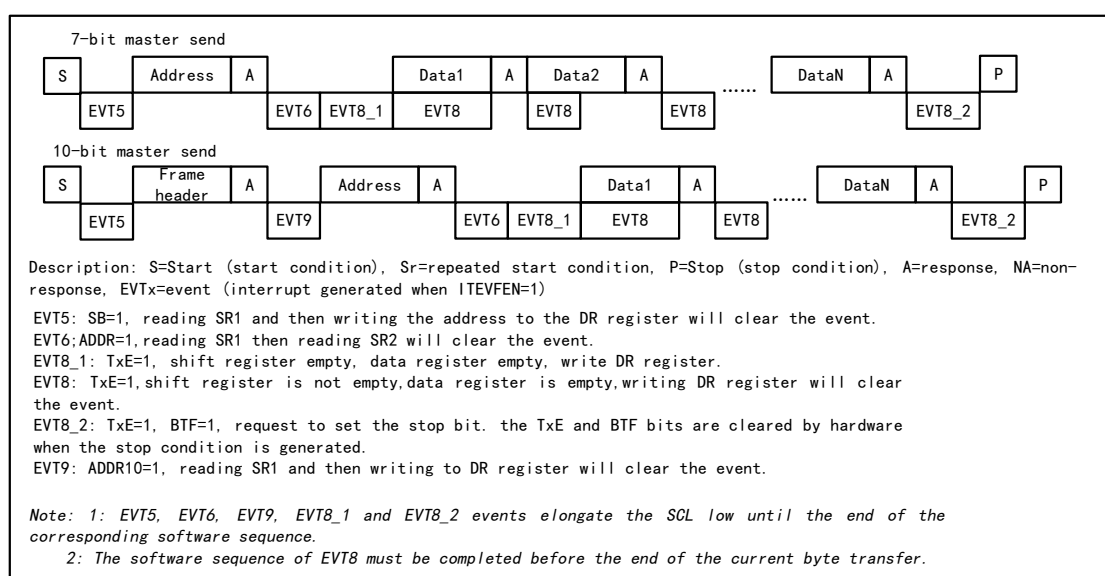 7-bit master send
S Address A Data1 A Data2 A ...... DataN A P
EVT5 EVT6 EVT8_1 EVT8 EVT8 EVT8 EVT8_2
10-bit master send
S Frame header A Address A Data1 A ...... DataN A P
EVT5 EVT9 EVT6 EVT8_1 EVT8 EVT8 EVT8_2
Description: S=Start (start condition), Sr=repeated start condition, P=Stop (stop condition), A=response, NA=non-
response, EVTx=event (interrupt generated when ITEVFEN=1)
EVT5: SB=1, reading SR1 and then writing the address to the DR register will clear the event.
EVT6;ADDR=1,reading SR1 then reading SR2 will clear the event.
EVT8_1: TxE=1, shift register empty, data register empty, write DR register.
EVT8: TxE=1,shift register is not empty,data register is empty,writing DR register will clear
the event.
EVT8_2: TxE=1, BTF=1, request to set the stop bit. the TxE and BTF bits are cleared by hardware
when the stop condition is generated.
EVT9: ADDR10=1, reading SR1 and then writing to DR register will clear the event.
Note: 1: EVT5, EVT6, EVT9, EVT8_1 and EVT8_2 events elongate the SCL low until the end of the
corresponding software sequence.
2: The software sequence of EVT8 must be completed before the end of the current byte transfer.